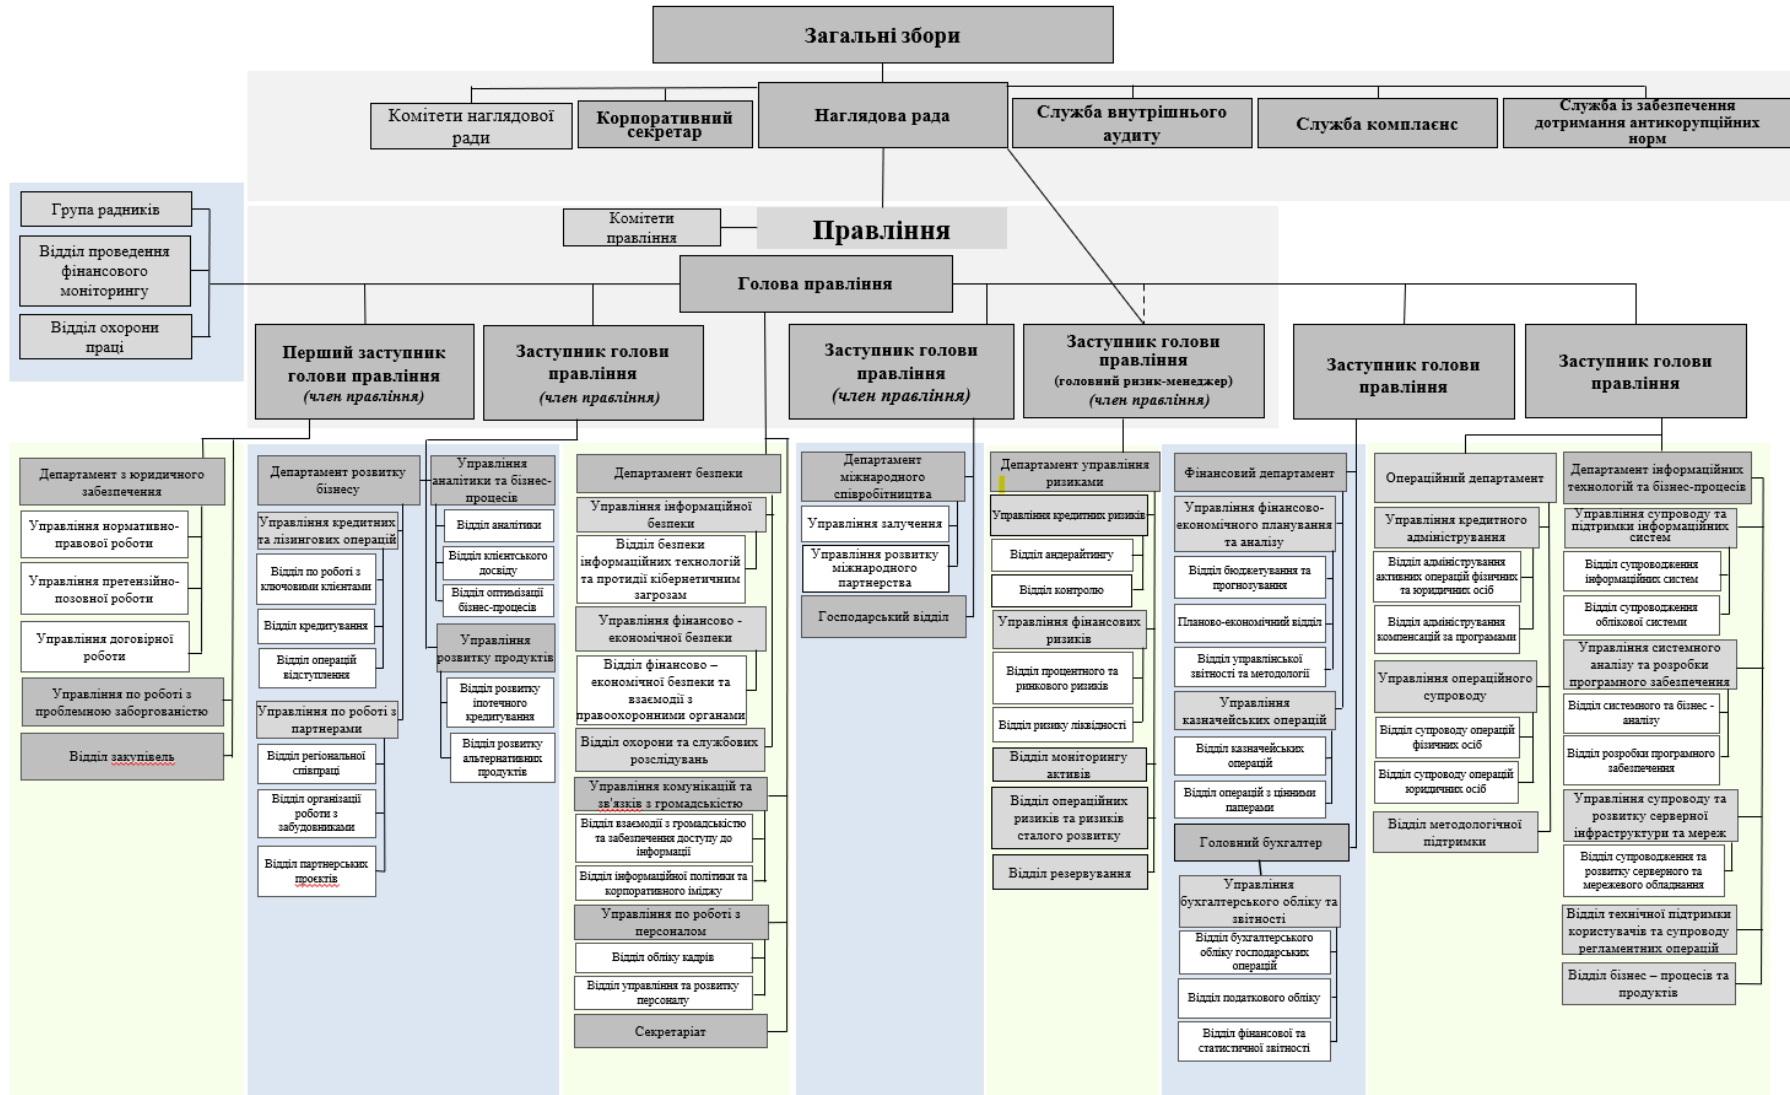 Загальні збори
Комітети наглядової
ради
Корпоративний
секретар
Наглядова рада
Служба внутрішнього
аудиту
Служба комплаєнс
Служба із забезпечення
дотримання антикорупційних
норм
Група радників
Відділ проведення
фінансового
моніторингу
Відділ охорони
праці
Комітети
правління
Правління
Голова правління
Перший заступник
голови правління
(член правління)
Заступник голови
правління
(член правління)
Заступник голови
правління
(член правління)
Заступник голови
правління
(головний ризик-менеджер)
(член правління)
Заступник голови
правління
Заступник голови
правління
Департамент з юридичного
забезпечення
Управління нормативно-
правової роботи
Управління претензійно-
позовної роботи
Управління договірної
роботи
Управління по роботі з
проблемною заборгованістю
Відділ закупівель
Департамент розвитку
бізнесу
Управління кредитних
та лізингових операцій
Відділ по роботі з
ключовими клієнтами
Відділ кредитування
Відділ операцій
відступлення
Управління по роботі з
партнерами
Відділ регіональної
співпраці
Відділ організації
роботи з
забудовниками
Відділ партнерських
проєктів
Управління
аналітики та бізнес-
процесів
Відділ аналітики
Відділ клієнтського
досвіду
Відділ оптимізації
бізнес-процесів
Управління
розвитку продуктів
Відділ розвитку
іпотечного
кредитування
Відділ розвитку
альтернативних
продуктів
Департамент безпеки
Управління інформаційної
безпеки
Відділ безпеки
інформаційних технологій
та протидії кібернетичним
загрозам
Управління фінансово -
економічної безпеки
Відділ фінансово –
економічної безпеки та
взаємодії з
правоохоронними органами
Відділ охорони та службових
розслідувань
Управління комунікацій та
зв'язків з громадськістю
Відділ взаємодії з громадськістю
та забезпечення доступу до
інформації
Відділ інформаційної політики та
корпоративного іміджу
Управління по роботі з
персоналом
Відділ обліку кадрів
Відділ управління та розвитку
персоналу
Секретаріат
Департамент
міжнародного
співробітництва
Управління залучення
Управління розвитку
міжнародного
партнерства
Господарський відділ
Департамент управління
ризиками
Управління кредитних ризиків
Відділ андерайтингу
Відділ контролю
Управління фінансових
ризиків
Відділ процентного та
ринкового ризиків
Відділ ризику ліквідності
Відділ моніторингу
активів
Відділ операційних
ризиків та ризиків
сталого розвитку
Відділ резервування
Фінансовий департамент
Управління фінансово-
економічного планування
та аналізу
Відділ бюджетування та
прогнозування
Планово-економічний відділ
Відділ управлінської
звітності та методології
Управління
казначейських операцій
Відділ казначейських
операцій
Відділ операцій з цінними
паперами
Головний бухгалтер
Управління
бухгалтерського обліку та
звітності
Відділ бухгалтерського
обліку господарських
операцій
Відділ податкового обліку
Відділ фінансової та
статистичної звітності
Операційний департамент
Управління кредитного
адміністрування
Відділ адміністрування
активних операцій фізичних
та юридичних осіб
Відділ адміністрування
компенсацій за програмами
Управління операційного
супроводу
Відділ супроводу операцій
фізичних осіб
Відділ супроводу операцій
юридичних осіб
Відділ методологічної
підтримки
Департамент інформаційних
технологій та бізнес-процесів
Управління супроводу та
підтримки інформаційних
систем
Відділ супроводження
інформаційних систем
Відділ супроводження
облікової системи
Управління системного
аналізу та розробки
програмного забезпечення
Відділ системного та бізнес -
аналізу
Відділ розробки програмного
забезпечення
Управління супроводу та
розвитку серверної
інфраструктури та мереж
Відділ супроводження та
розвитку серверного та
мережевого обладнання
Відділ технічної підтримки
користувачів та супроводу
регламентних операцій
Відділ бізнес – процесів та
продуктів